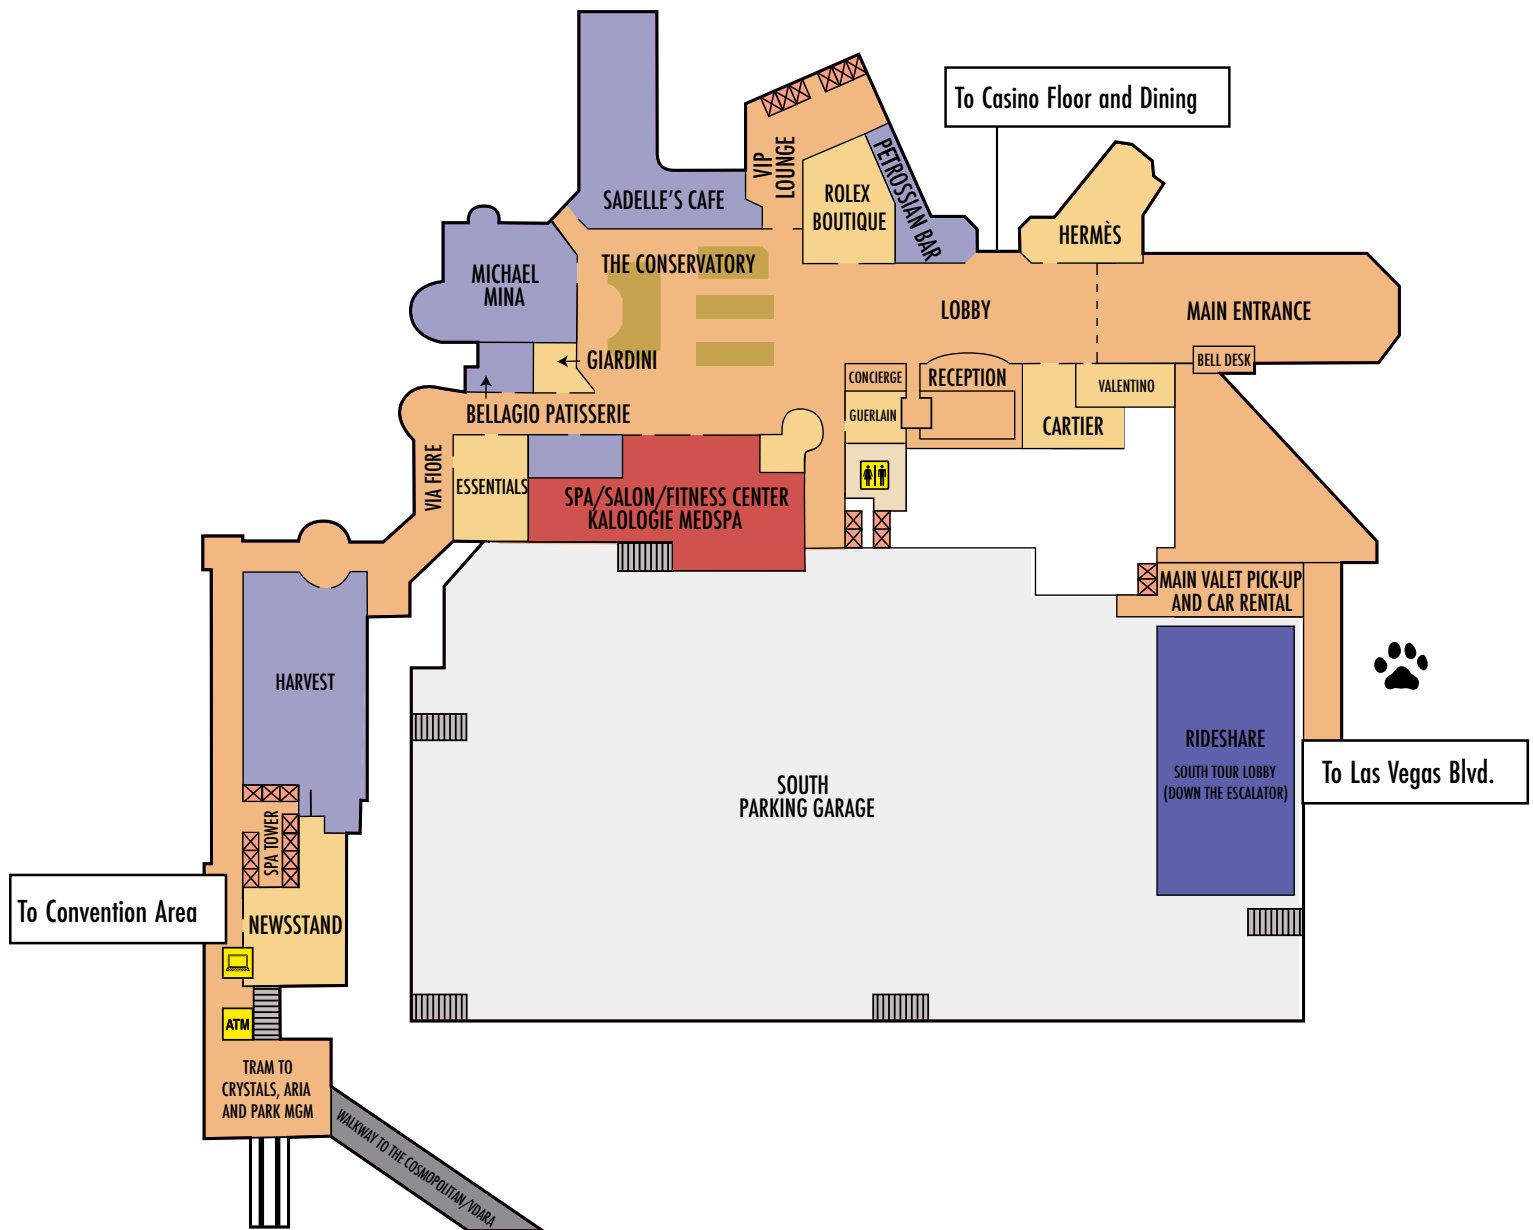 To Casino Floor and Dining
VIP
LOUNGE
SADELLE'S CAFE
ROLEX
BOUTIQUE
PETROSSIAN BAR
HERMÈS
MICHAEL
MINA
THE CONSERVATORY
LOBBY
MAIN ENTRANCE
GIARDINI
BELL DESK
CONCIERGE
RECEPTION
VALENTINO
BELLAGIO PATISSERIE
GUERLAIN
CARTIER
VIA FIORE
ESSENTIALS
SPA/SALON/FITNESS CENTER
KALOLOGIE MEDSPA
MAIN VALET PICK-UP
AND CAR RENTAL
HARVEST
RIDESHARE
SOUTH TOUR LOBBY
(DOWN THE ESCALATOR)
To Las Vegas Blvd.
SOUTH
PARKING GARAGE
SPA TOWER
To Convention Area
NEWSSTAND
ATM
TRAM TO
CRYSTALS, ARIA
AND PARK MGM
WALKWAY TO THE COSMOPOLITAN/VDARA